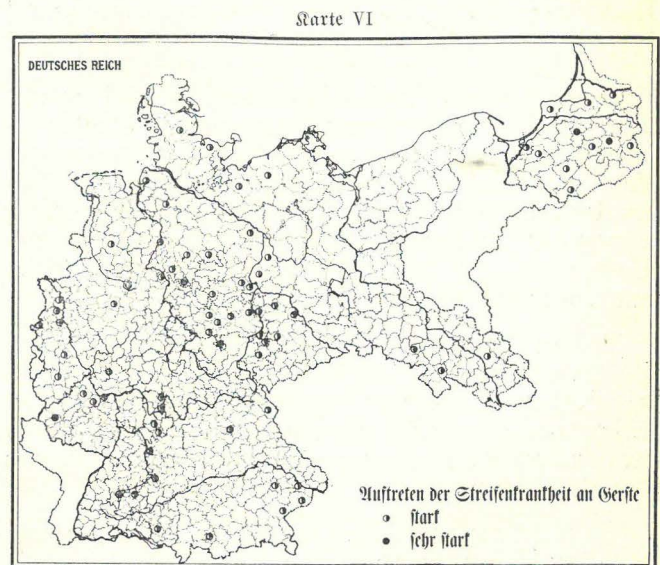 Karte VI
DEUTSCHES REICH
Auftreten der Streifenkrankheit an Gerste
stark
sehr stark